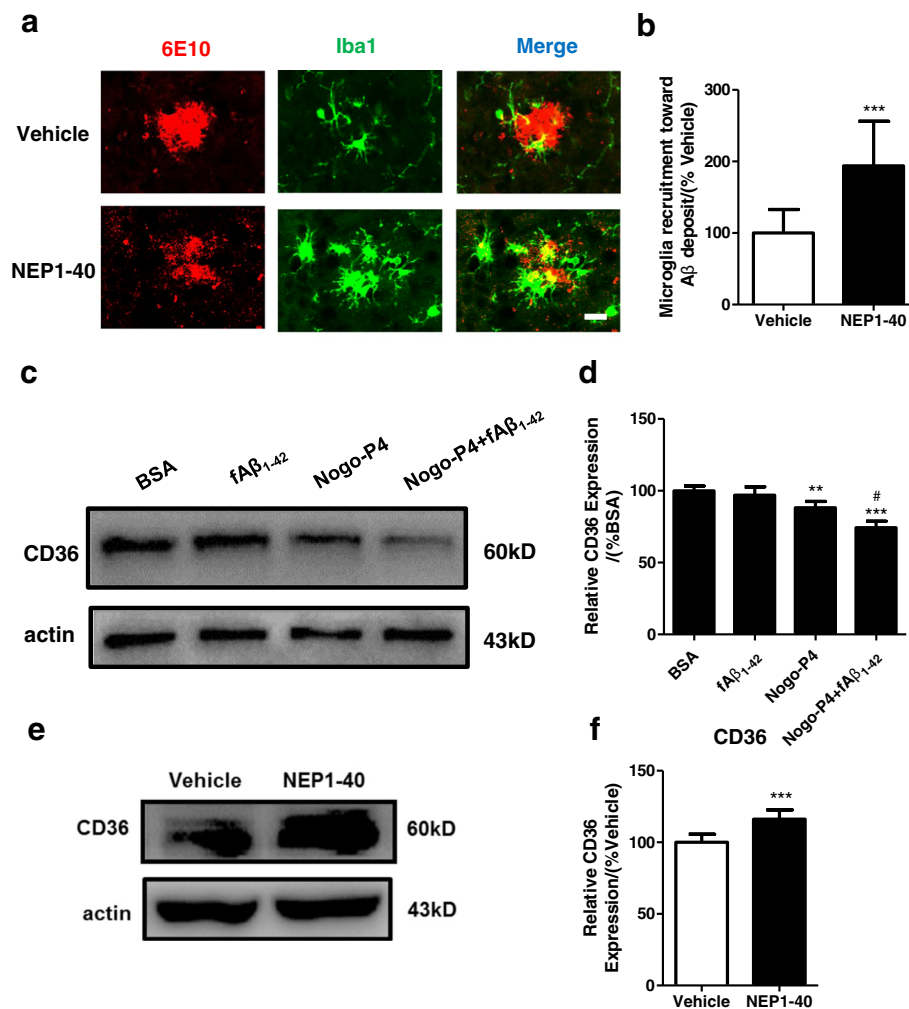 a
6E10
Iba1
Merge
Vehicle
NEP1-40
b
Microglia recruitment toward
Aβ deposit/(% Vehicle)
300
200
100
0
***
Vehicle
NEP1-40
c
BSA
fAβ1-42
Nogo-P4
Nogo-P4+fAβ1-42
CD36
60kD
actin
43kD
d
Relative CD36 Expression
/(%BSA)
150
100
50
0
**
#
***
BSA
fAβ1-42
Nogo-P4
Nogo-P4+fAβ1-42
e
Vehicle
NEP1-40
CD36
60kD
actin
43kD
f
CD36
Relative CD36
Expression/(%Vehicle)
150
100
50
0
***
Vehicle
NEP1-40